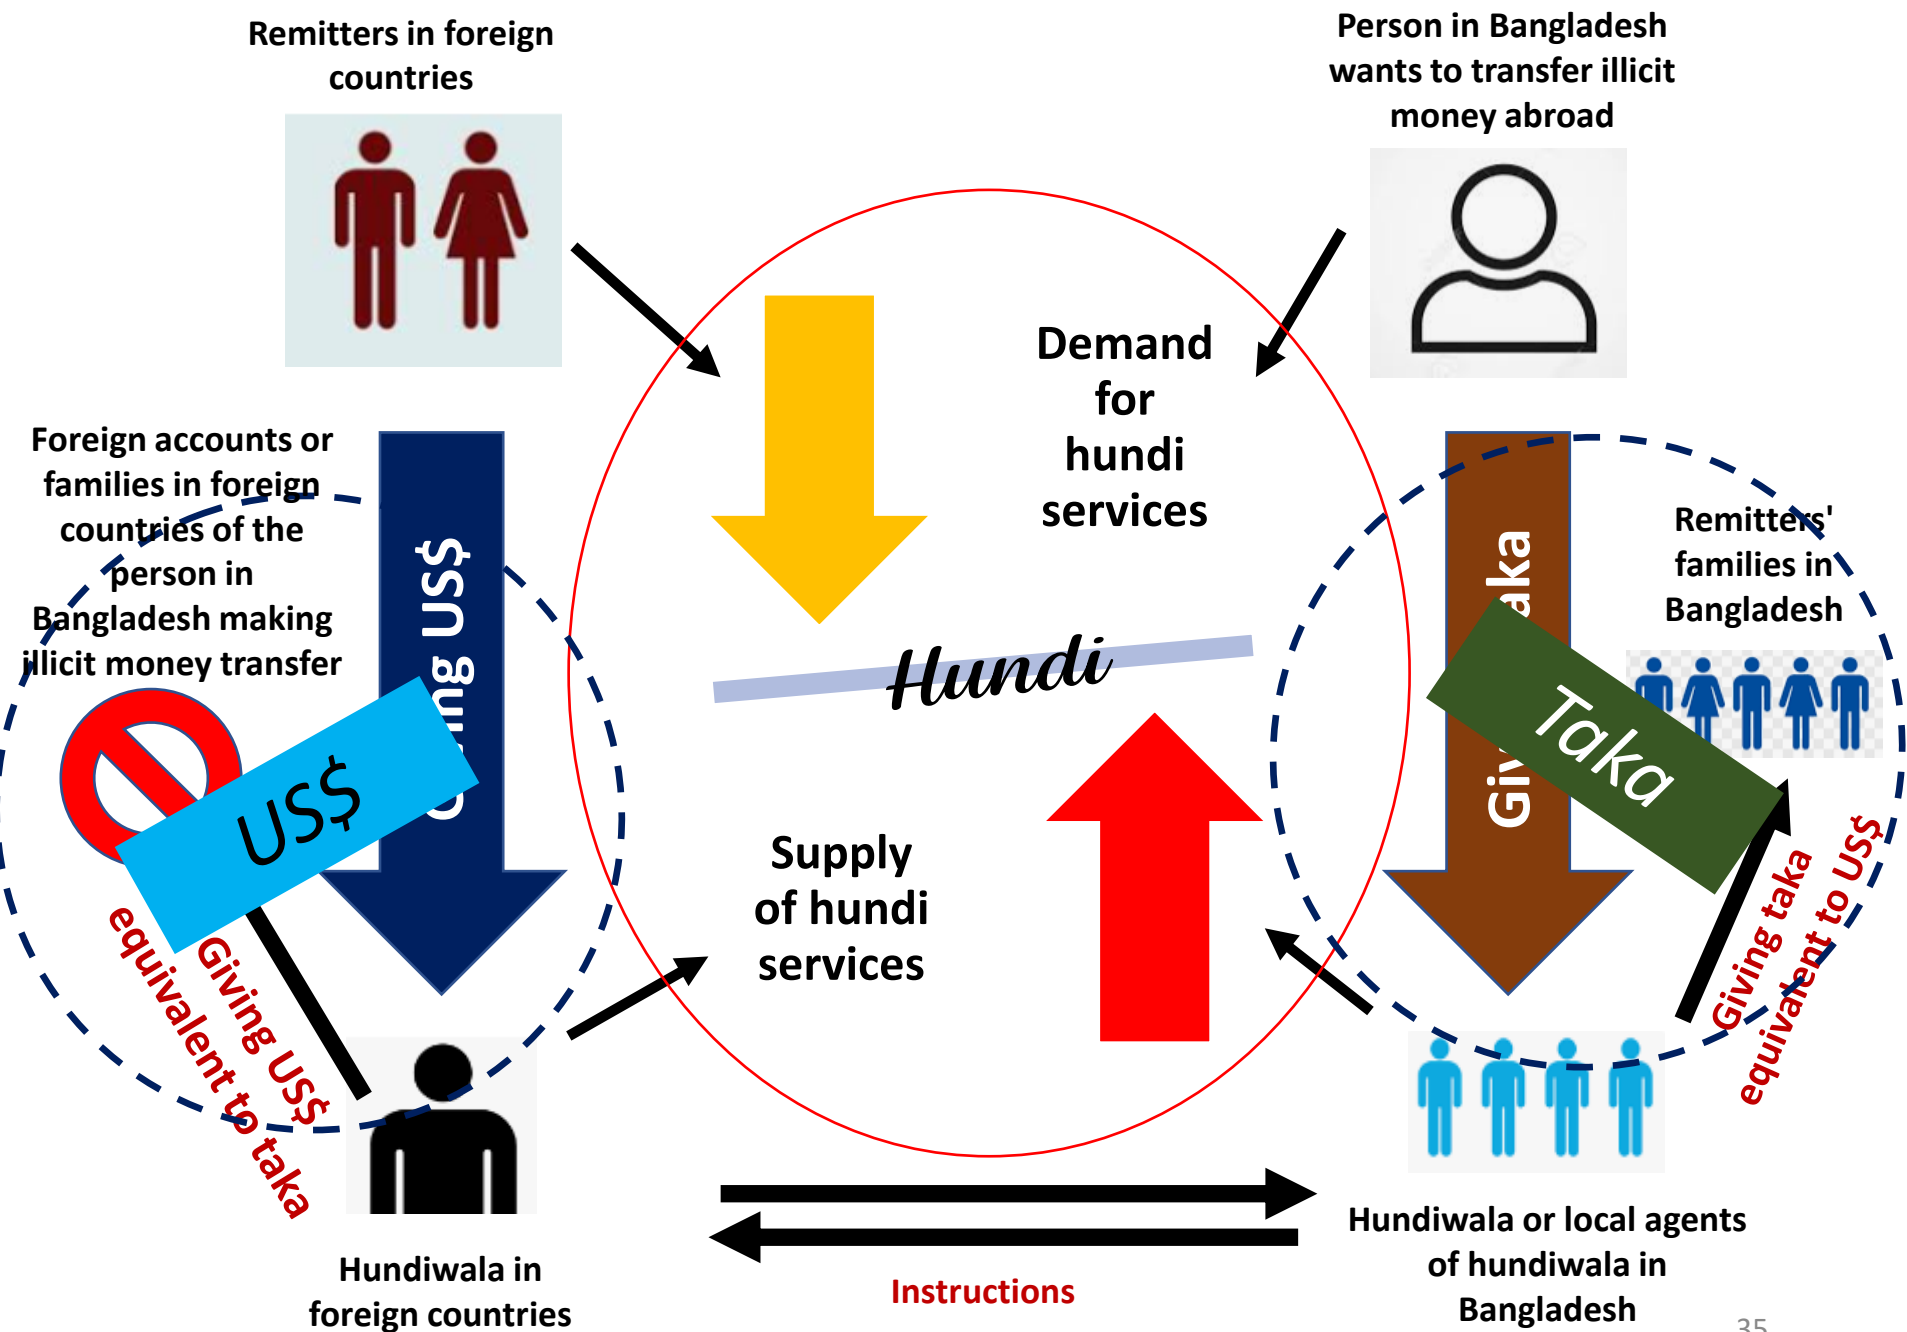 Remitters in foreign
countries
Person in Bangladesh
wants to transfer illicit
money abroad
Demand
for
hundi
services
Foreign accounts or
families in foreign
countries of the
person in
Bangladesh making
illicit money transfer
US$
US$
Hundi
Taka
Remitters'
families in
Bangladesh
Supply
of hundi
services
Giving US$
equivalent to taka
Giving taka
equivalent to US$
Hundiwala in
foreign countries
Instructions
Hundiwala or local agents
of hundiwala in
Bangladesh
35